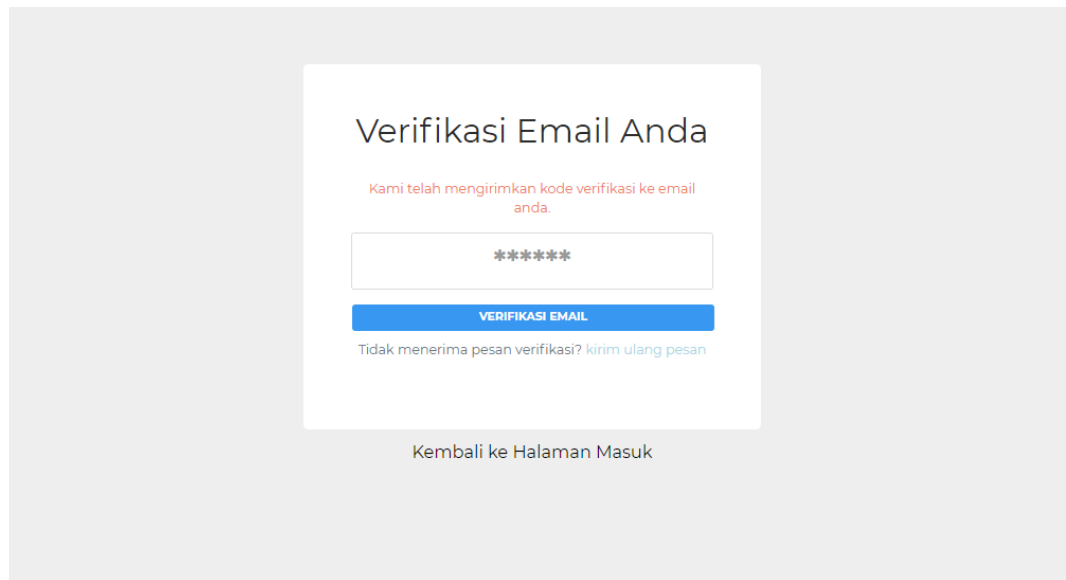 Verifikasi Email Anda
Kami telah mengirimkan kode verifikasi ke email
anda.
******
VERIFIKASI EMAIL
Tidak menerima pesan verifikasi? kirim ulang pesan
Kembali ke Halaman Masuk